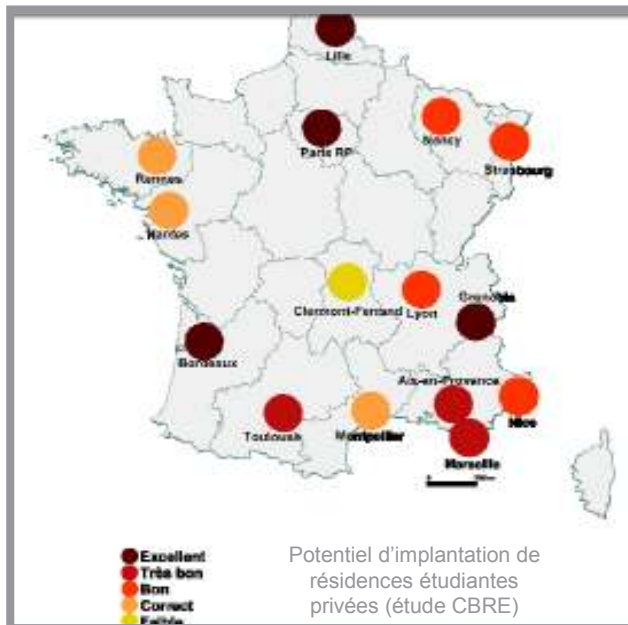 Lille
Paris RP
Nancy
Strasbourg
Rennes
Nantes
Clermont-Ferrand
Lyon
Grenoble
Bordeaux
Aix-en-Provence
Nice
Toulouse
Montpellier
Marseille
0
Excellent
Très bon
Bon
Correct
Faible
Potentiel d’implantation de
résidences étudiantes
privées (étude CBRE)